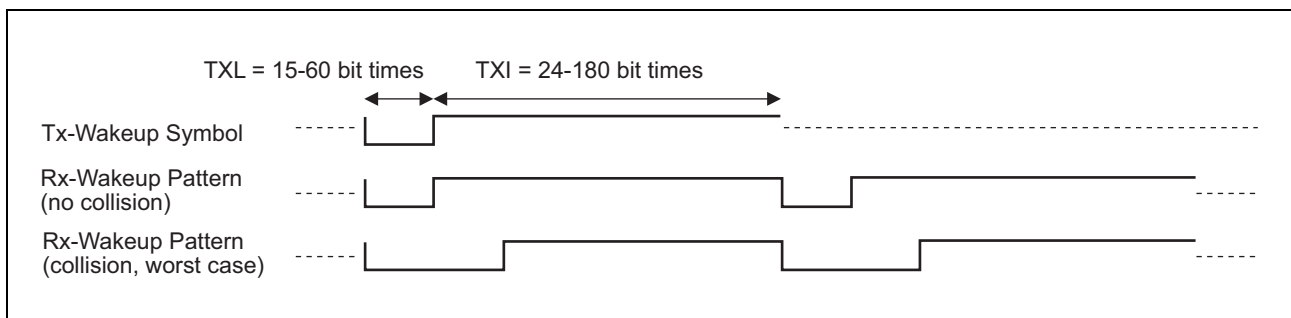 TXL = 15-60 bit times
TXI = 24-180 bit times
Tx-Wakeup Symbol
Rx-Wakeup Pattern
(no collision)
Rx-Wakeup Pattern
(collision, worst case)